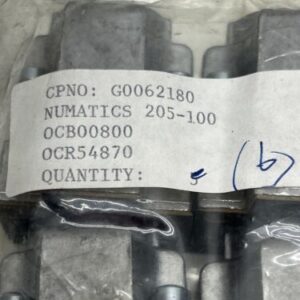 CPNO: G0062180
NUMATICS 205-100
OCB00800
OCR54870
QUANTITY: 5 (6)